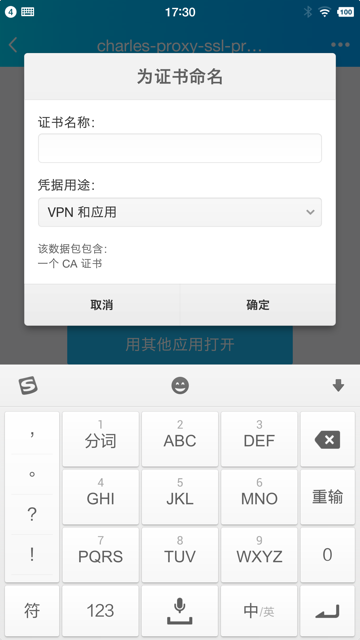 4 17:30 100
charles-proxy-ssl-pr...
为证书命名
证书名称:
凭据用途:
VPN 和应用
该数据包包含:
一个 CA 证书
取消 确定
用其他应用打开
S
, 1 分词 2 ABC 3 DEF
。 4 GHI 5 JKL 6 MNO 重输
? 7 PQRS 8 TUV 9 WXYZ 0
!
符 123 中/英